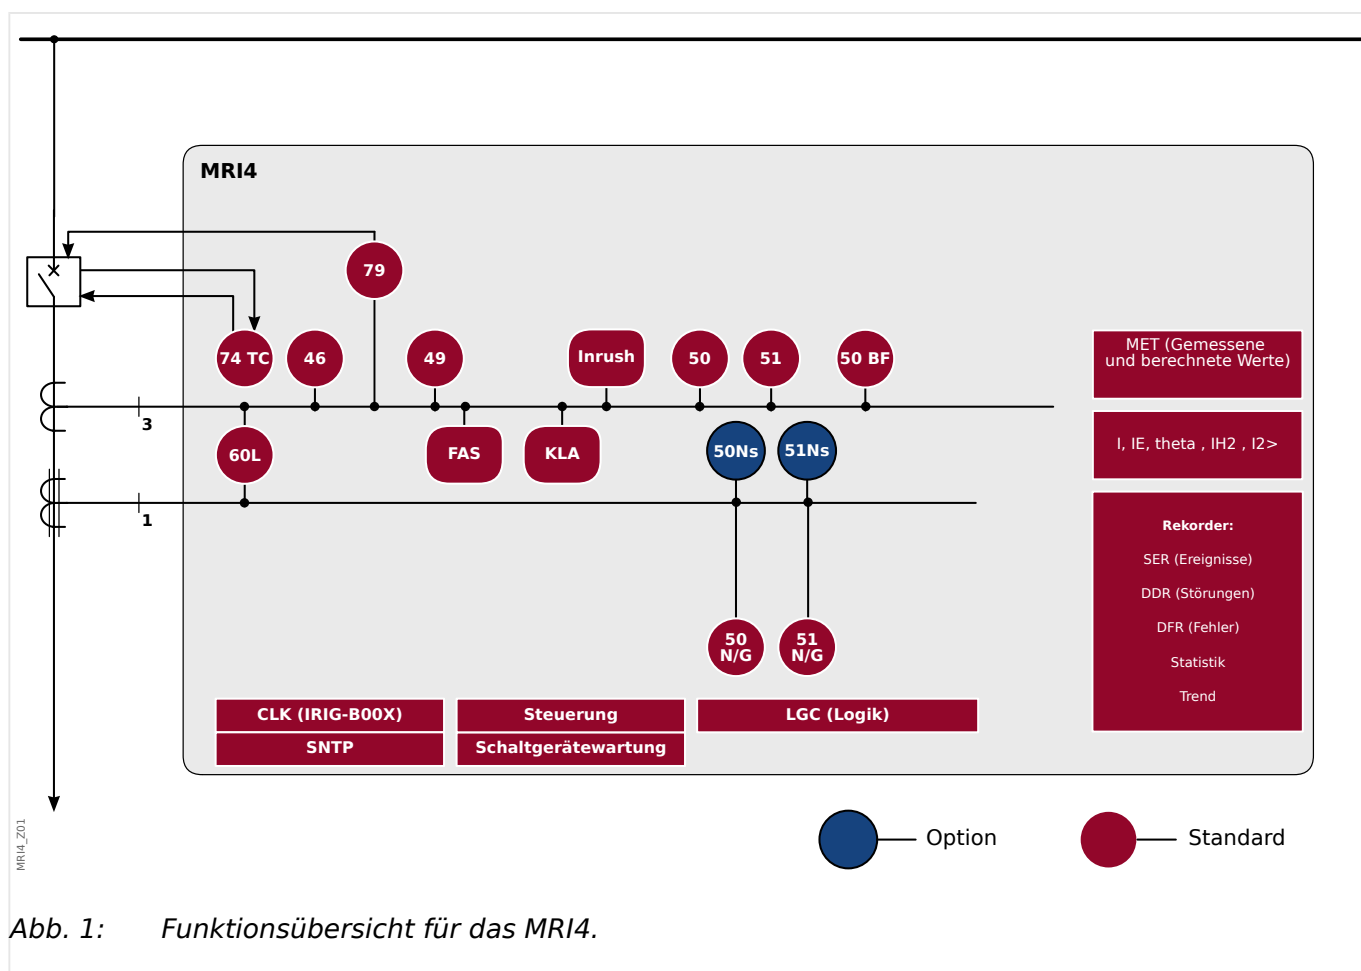 MRI4
79
74 TC
46
49
Inrush
50
51
50 BF
3
60L
FAS
KLA
50Ns
51Ns
1
50
N/G
51
N/G
MET (Gemessene
und berechnete Werte)
I, IE, theta , IH2 , I2>
Rekorder:
SER (Ereignisse)
DDR (Störungen)
DFR (Fehler)
Statistik
Trend
CLK (IRIG-B00X)
Steuerung
LGC (Logik)
SNTP
Schaltgerätewartung
MRI4_Z01
Option
Standard
Abb. 1: Funktionsübersicht für das MRI4.